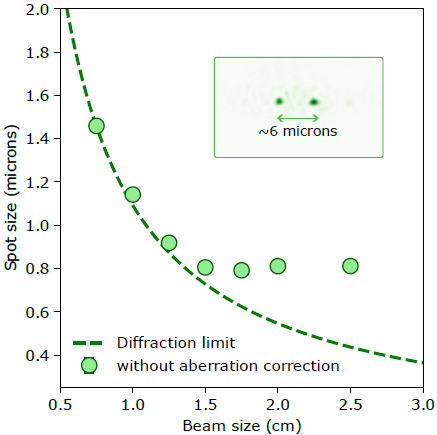 2.0
1.8
1.6
1.4
1.2
1.0
0.8
0.6
0.4
Spot size (microns)
~6 microns
Diffraction limit
without aberration correction
0.5 1.0 1.5 2.0 2.5 3.0
Beam size (cm)